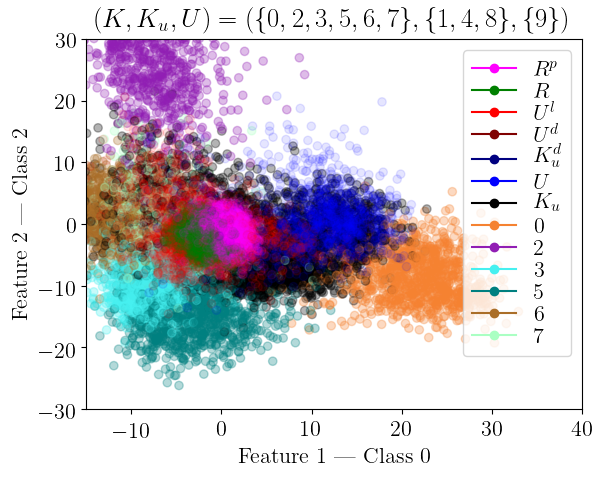 (K, K_u, U) = ({0, 2, 3, 5, 6, 7}, {1, 4, 8}, {9})
30
20
10
0
−10
−20
−30
Feature 2 — Class 2
R^p
R
U^l
U^d
K_u^d
U
K_u
0
2
3
5
6
7
−10
0
10
20
30
40
Feature 1 — Class 0